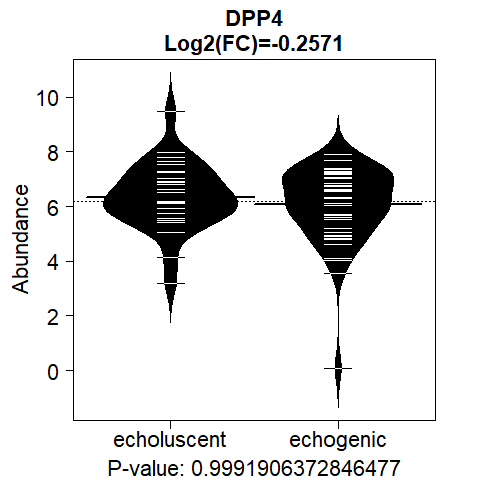 DPP4
Log2(FC)=-0.2571
Abundance
10
8
6
4
2
0
echoluscent
echogenic
P-value: 0.9991906372846477